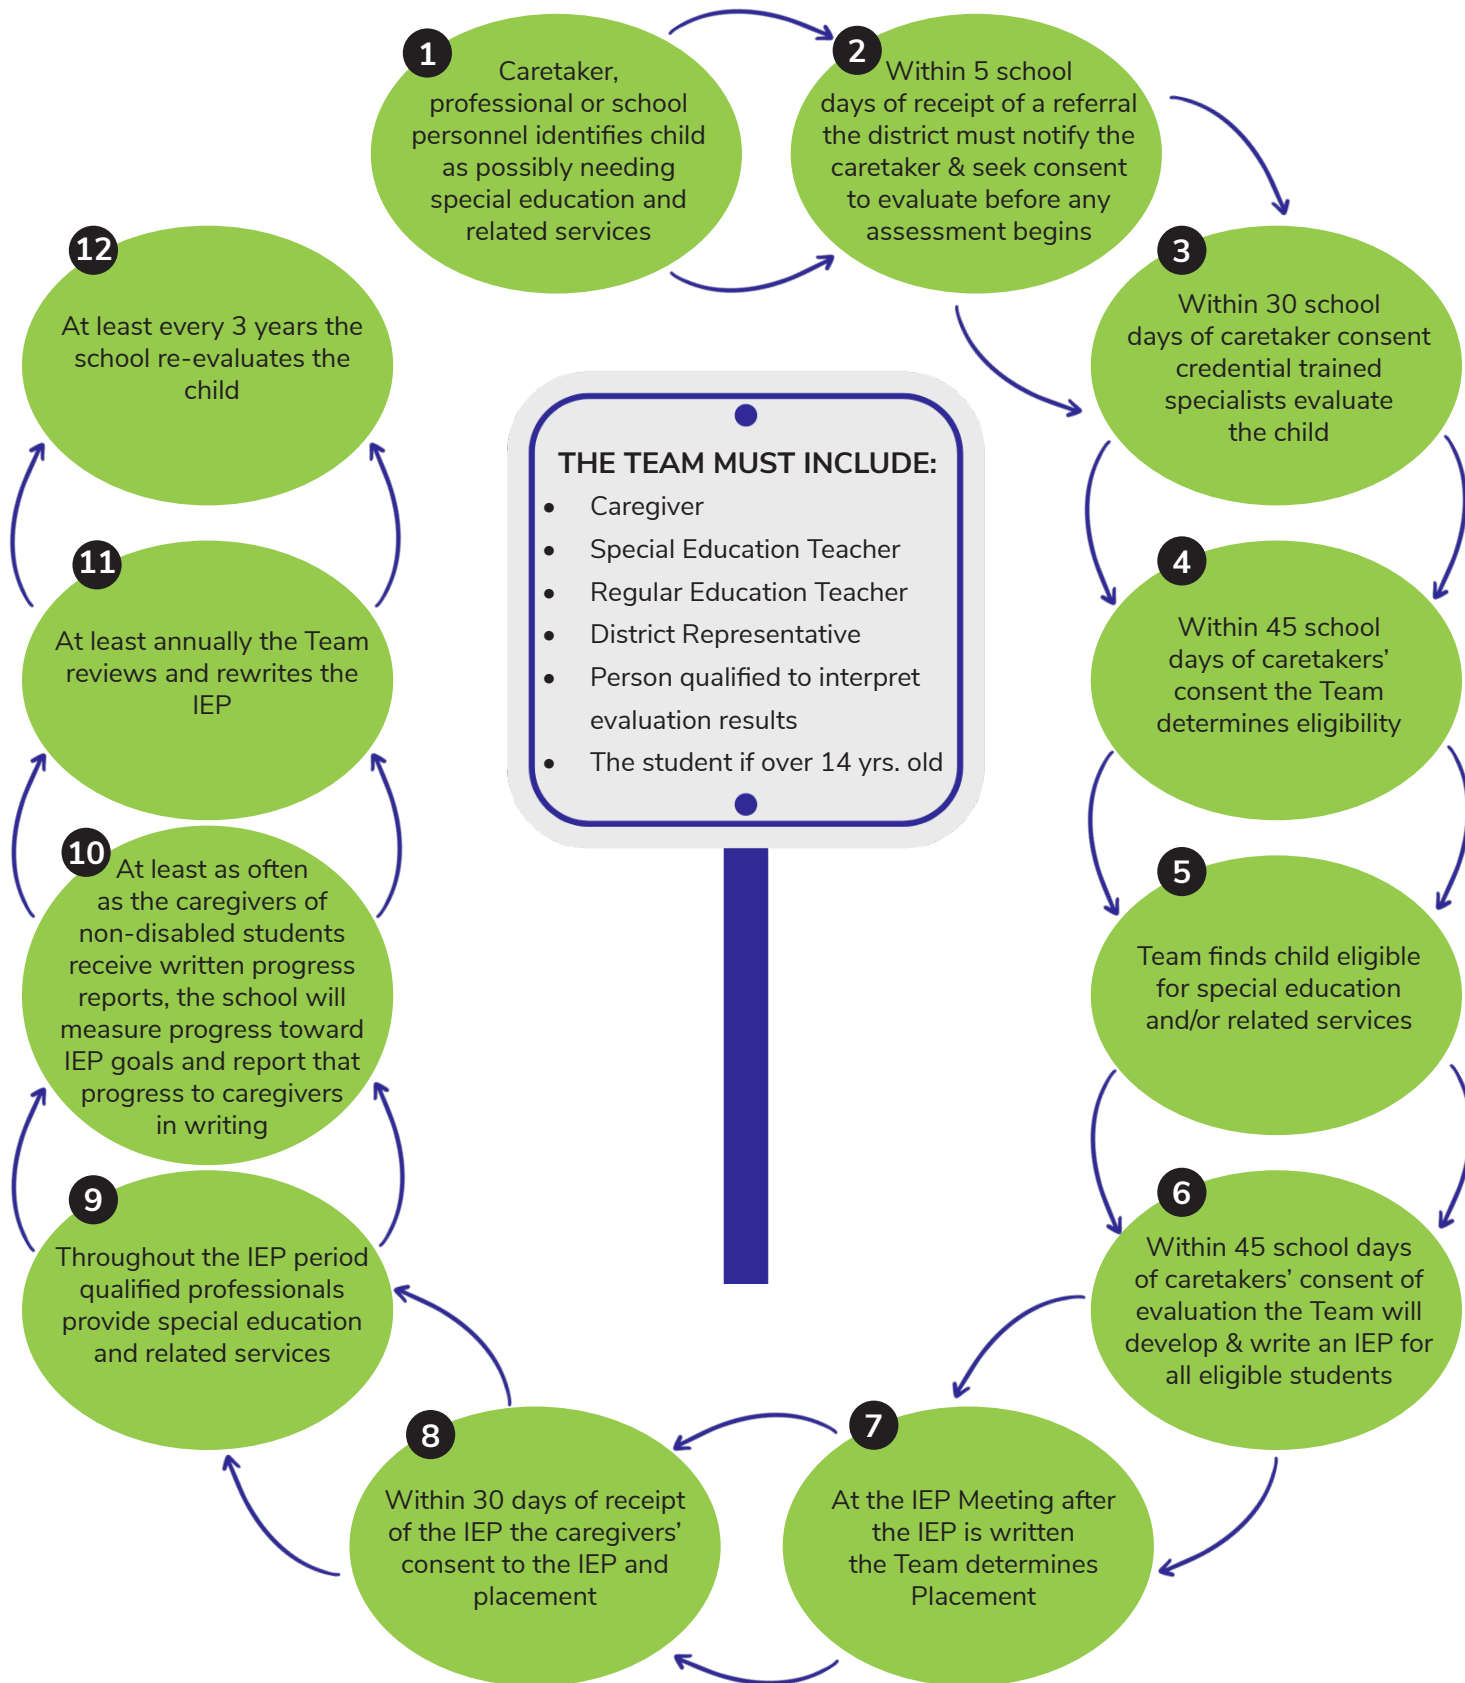 1
Caretaker,
professional or school
personnel identifies child
as possibly needing
special education and
related services
2
Within 5 school
days of receipt of a referral
the district must notify the
caretaker & seek consent
to evaluate before any
assessment begins
3
Within 30 school
days of caretaker consent
credential trained
specialists evaluate
the child
4
Within 45 school
days of caretakers’
consent the Team
determines eligibility
5
Team finds child eligible
for special education
and/or related services
6
Within 45 school days
of caretakers’ consent of
evaluation the Team will
develop & write an IEP for
all eligible students
7
At the IEP Meeting after
the IEP is written
the Team determines
Placement
8
Within 30 days of receipt
of the IEP the caregivers’
consent to the IEP and
placement
9
Throughout the IEP period
qualified professionals
provide special education
and related services
10
At least as often
as the caregivers of
non-disabled students
receive written progress
reports, the school will
measure progress toward
IEP goals and report that
progress to caregivers
in writing
11
At least annually the Team
reviews and rewrites the
IEP
12
At least every 3 years the
school re-evaluates the
child
THE TEAM MUST INCLUDE:
• Caregiver
• Special Education Teacher
• Regular Education Teacher
• District Representative
• Person qualified to interpret
evaluation results
• The student if over 14 yrs. old